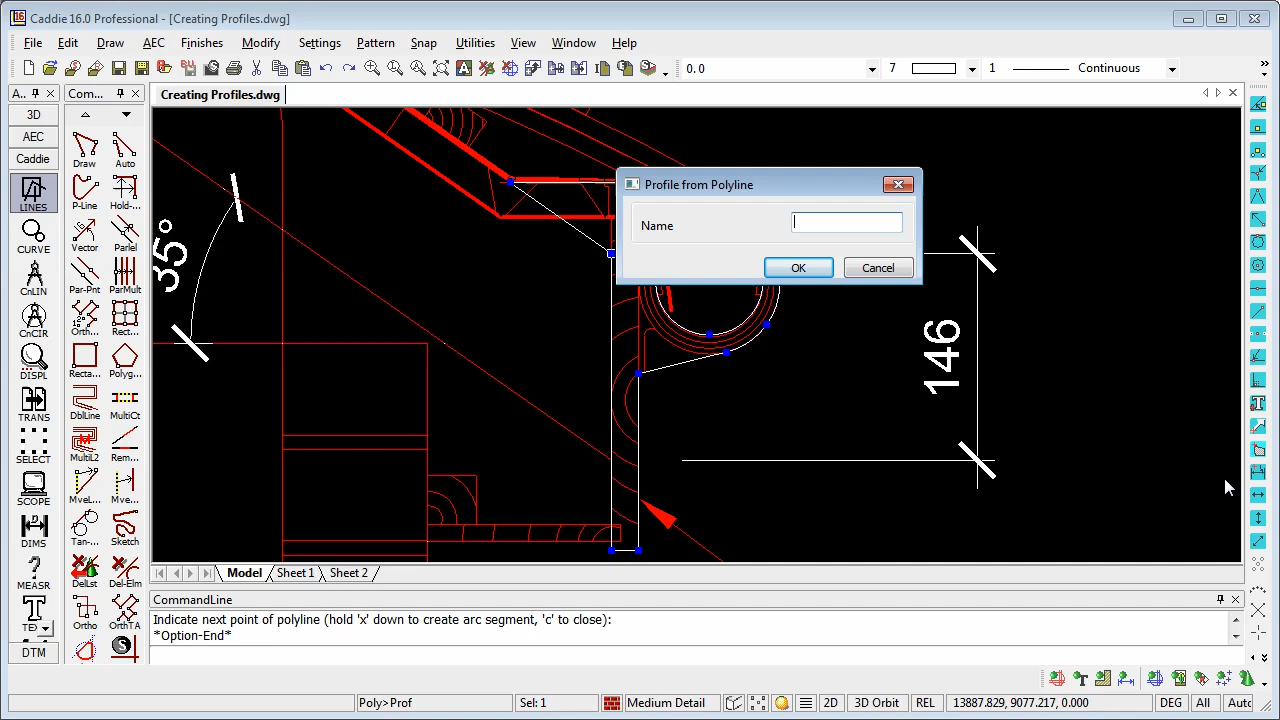 Caddie 16.0 Professional - [Creating Profiles.dwg]
File Edit Draw AEC Finishes Modify Settings Pattern Snap Utilities View Window Help
0, 0
7
1
Continuous
A..
Com...
Creating Profiles.dwg
3D
AEC
Caddie
LINES
CURVE
CnLIN
CnCIR
DISPL
TRANS
SELECT
SCOPE
DIMS
MEASR
DTM
Draw Auto
P-Line Hold-...
Vector Parlel
Par-Pnt ParMult
Orth... Rect...
Recta... Polyg...
DblLine MultiCt
MultiL2 Rem...
MveL... Mve-...
Tan-... Sketch
DelLst Del-Elm
Ortho OrthTA
35°
146
Profile from Polyline
Name
OK Cancel
Model Sheet 1 Sheet 2
CommandLine
Indicate next point of polyline (hold 'x' down to create arc segment, 'c' to close):
*Option-End*
Poly>Prof
Sel: 1
Medium Detail
2D
3D Orbit
REL
13887.829, 9077.267, 0.000
DEG
All
Auto